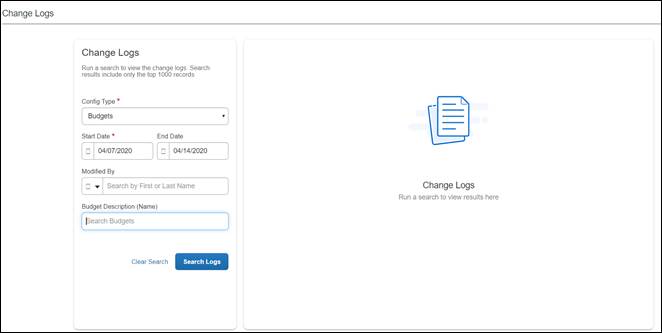 Change Logs
Change Logs
Run a search to view the change logs. Search
results include only the top 1000 records
Config Type *
Budgets
Start Date * End Date
04/07/2020 04/14/2020
Modified By
Search by First or Last Name
Budget Description (Name)
Search Budgets
Clear Search Search Logs
Change Logs
Run a search to view results here